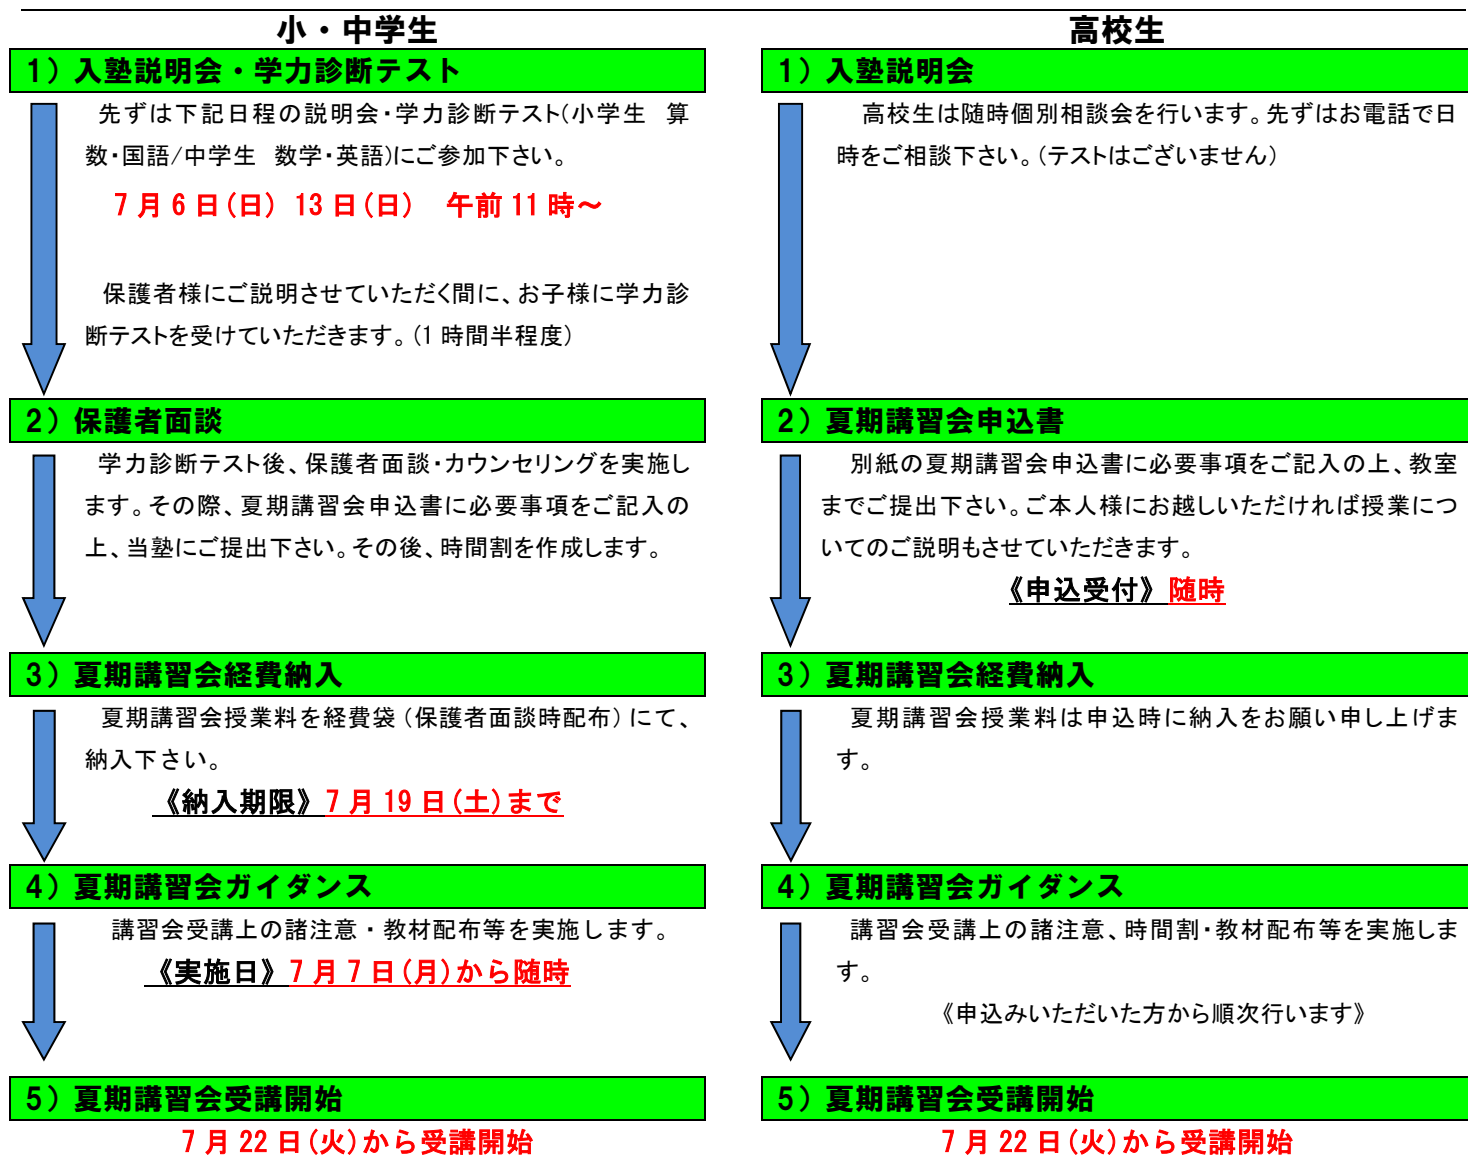 小・中学生
1）入塾説明会・学力診断テスト
先ずは下記日程の説明会・学力診断テスト(小学生　算
数・国語/中学生　数学・英語)にご参加下さい。
7月6日(日)　13日(日)　午前11時～
保護者様にご説明させていただく間に、お子様に学力診
断テストを受けていただきます。(1時間半程度)
2）保護者面談
学力診断テスト後、保護者面談・カウンセリングを実施し
ます。その際、夏期講習会申込書に必要事項をご記入の
上、当塾にご提出下さい。その後、時間割を作成します。
3）夏期講習会経費納入
夏期講習会授業料を経費袋(保護者面談時配布)にて、
納入下さい。
《納入期限》7月19日(土)まで
4）夏期講習会ガイダンス
講習会受講上の諸注意・教材配布等を実施します。
《実施日》7月7日(月)から随時
5）夏期講習会受講開始
7月22日(火)から受講開始
高校生
1）入塾説明会
高校生は随時個別相談会を行います。先ずはお電話で日
時をご相談下さい。(テストはございません)
2）夏期講習会申込書
別紙の夏期講習会申込書に必要事項をご記入の上、教室
までご提出下さい。ご本人様にお越しいただければ授業につ
いてのご説明もさせていただきます。
《申込受付》随時
3）夏期講習会経費納入
夏期講習会授業料は申込時に納入をお願い申し上げま
す。
4）夏期講習会ガイダンス
講習会受講上の諸注意、時間割・教材配布等を実施しま
す。
《申込みいただいた方から順次行います》
5）夏期講習会受講開始
7月22日(火)から受講開始